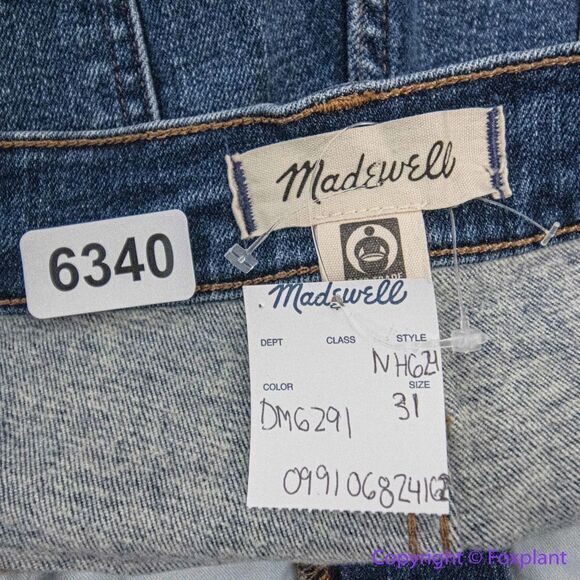 Madewell
6340
Madewell
DEPT CLASS STYLE
NH624
COLOR SIZE
DM6291 31
099106824162
Copyright © Foxplant